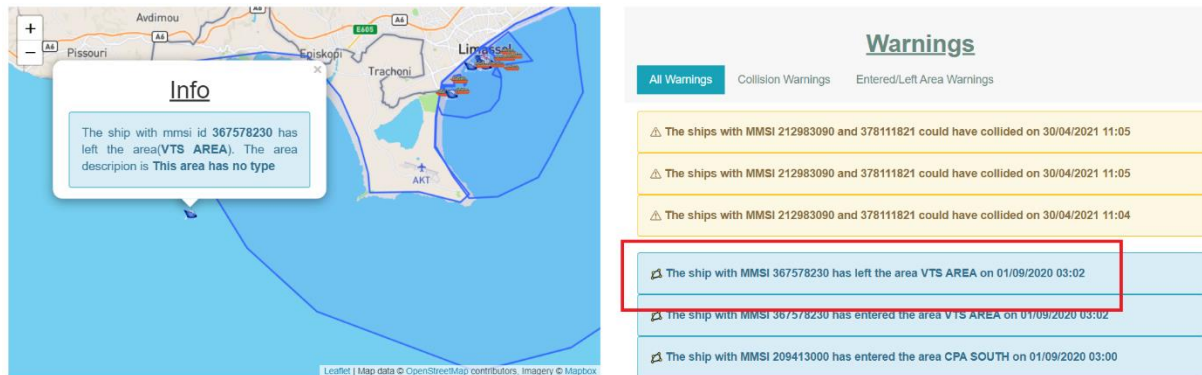 +
−
Avdimou
A6
A6
E605
A6
A6
Pissouri
Episkopi
Limassol
Trachoni
AKT
×
Info
The ship with mmsi id 367578230 has
left the area(VTS AREA). The area
descripion is This area has no type
Leaflet | Map data © OpenStreetMap contributors, Imagery © Mapbox
Warnings
All Warnings Collision Warnings Entered/Left Area Warnings
The ships with MMSI 212983090 and 378111821 could have collided on 30/04/2021 11:05
The ships with MMSI 212983090 and 378111821 could have collided on 30/04/2021 11:05
The ships with MMSI 212983090 and 378111821 could have collided on 30/04/2021 11:04
The ship with MMSI 367578230 has left the area VTS AREA on 01/09/2020 03:02
The ship with MMSI 367578230 has entered the area VTS AREA on 01/09/2020 03:02
The ship with MMSI 209413000 has entered the area CPA SOUTH on 01/09/2020 03:00